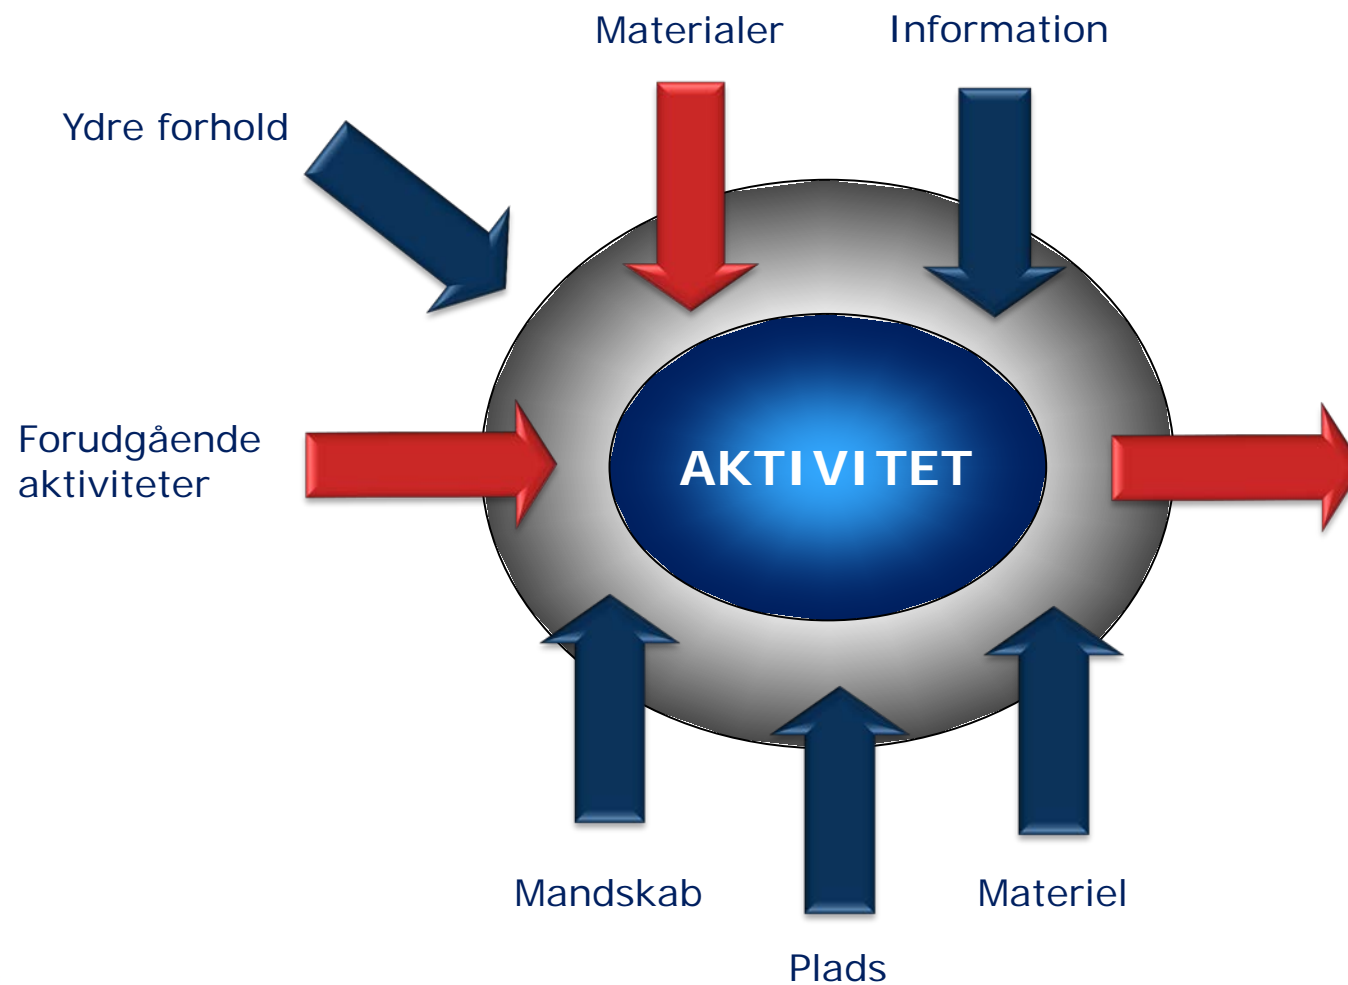 Materialer
Information
Ydre forhold
Forudgående
aktiviteter
AKTIVITET
Mandskab
Materiel
Plads